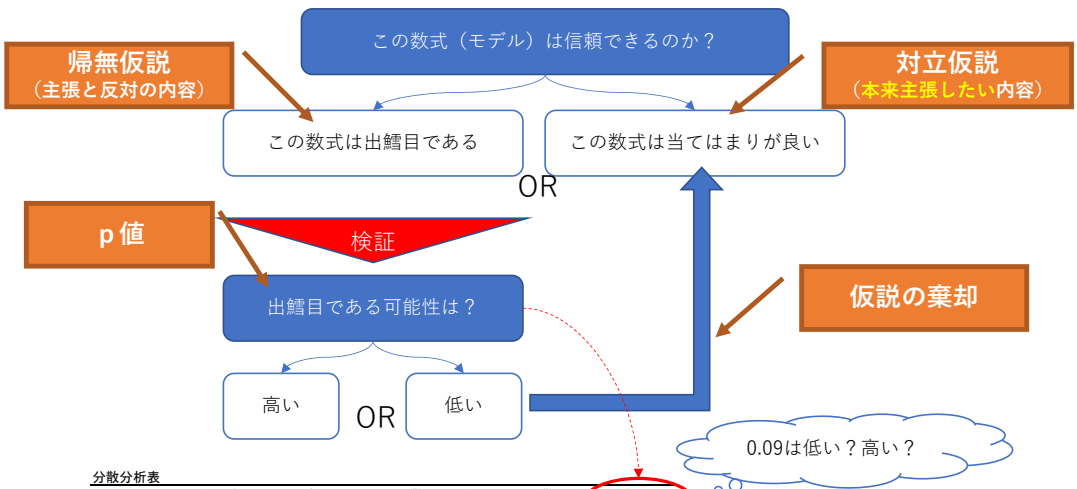 この数式（モデル）は信頼できるのか？
帰無仮説
（主張と反対の内容）
対立仮説
（本来主張したい内容）
この数式は出鱈目である
この数式は当てはまりが良い
OR
p 値
検証
出鱈目である可能性は？
仮説の棄却
高い
OR
低い
0.09は低い？高い？
分散分析表